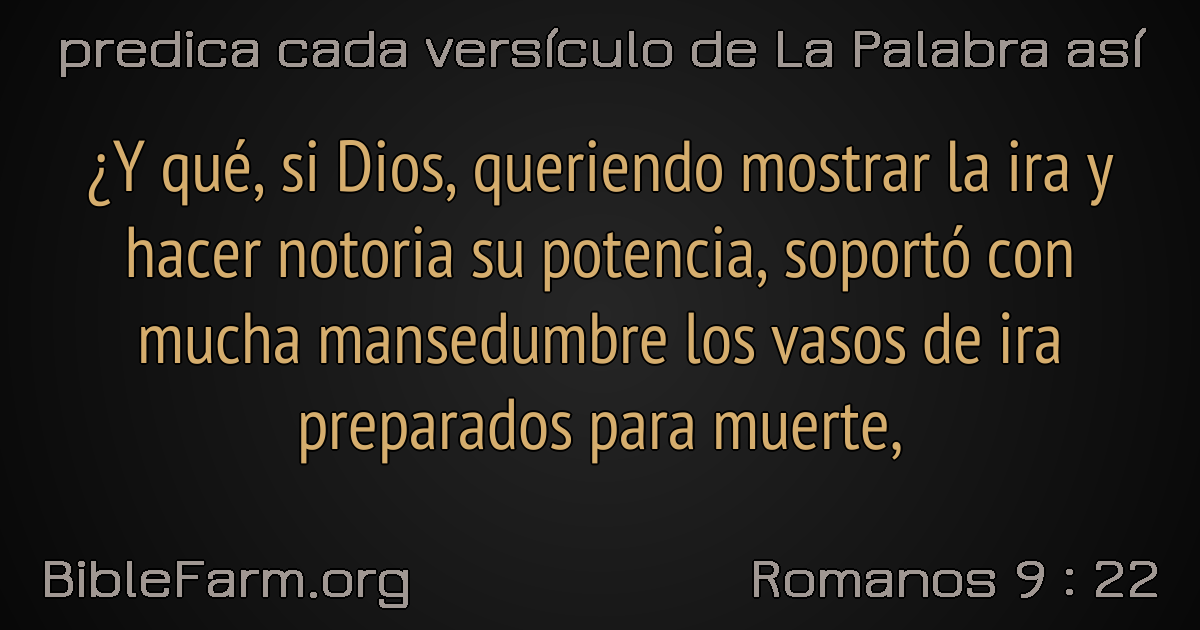 predica cada versículo de La Palabra así
¿Y qué, si Dios, queriendo mostrar la ira y
hacer notoria su potencia, soportó con
mucha mansedumbre los vasos de ira
preparados para muerte,
BibleFarm.org
Romanos 9 : 22